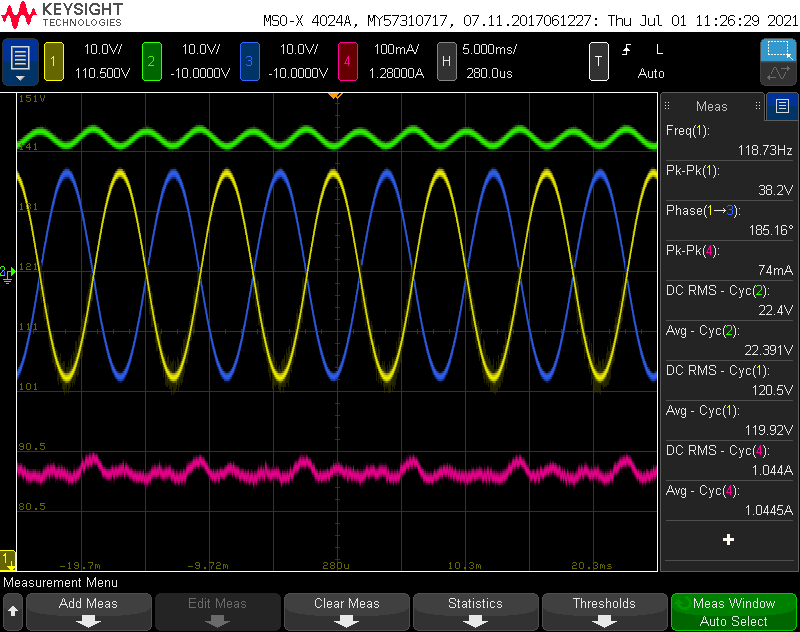 KEYSIGHT
TECHNOLOGIES
MSO-X 4024A, MY57310717, 07.11.2017061227: Thu Jul 01 11:26:29 2021
1 10.0V/ 2 10.0V/ 3 10.0V/ 4 100mA/ H 5.000ms/ T L
110.500V -10.0000V -10.0000V 1.28000A 280.0us Auto
151V
141
131
121
111
101
90.5
80.5
2
1
-19.7m -9.72m 280u 10.3m 20.3ms
Meas
Freq(1):
118.73Hz
Pk-Pk(1):
38.2V
Phase(1→3):
185.16°
Pk-Pk(4):
74mA
DC RMS - Cyc(2):
22.4V
Avg - Cyc(2):
22.391V
DC RMS - Cyc(1):
120.5V
Avg - Cyc(1):
119.92V
DC RMS - Cyc(4):
1.044A
Avg - Cyc(4):
1.0445A
Measurement Menu
Add Meas
Edit Meas
Clear Meas
Statistics
Thresholds
Meas Window
Auto Select